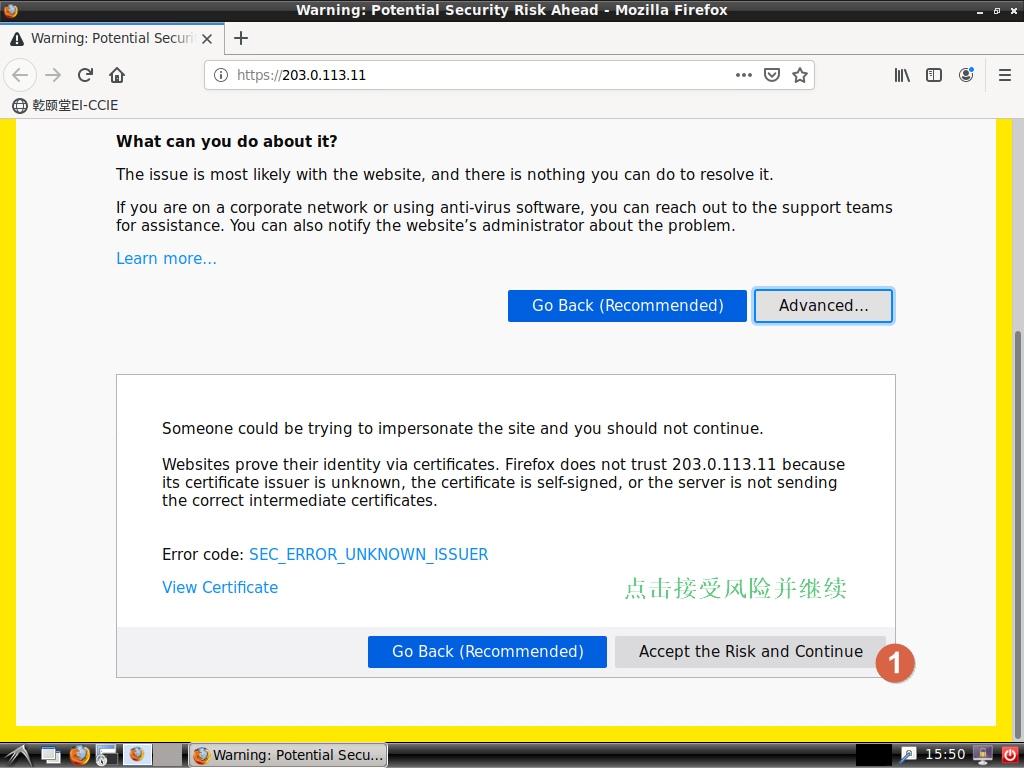 Warning: Potential Security Risk Ahead - Mozilla Firefox
Warning: Potential Securi
https://203.0.113.11
乾颐堂EI-CCIE
What can you do about it?
The issue is most likely with the website, and there is nothing you can do to resolve it.
If you are on a corporate network or using anti-virus software, you can reach out to the support teams
for assistance. You can also notify the website’s administrator about the problem.
Learn more…
Go Back (Recommended)
Advanced…
Someone could be trying to impersonate the site and you should not continue.
Websites prove their identity via certificates. Firefox does not trust 203.0.113.11 because
its certificate issuer is unknown, the certificate is self-signed, or the server is not sending
the correct intermediate certificates.
Error code: SEC_ERROR_UNKNOWN_ISSUER
View Certificate
点击接受风险并继续
Go Back (Recommended)
Accept the Risk and Continue
1
Warning: Potential Secu...
15:50